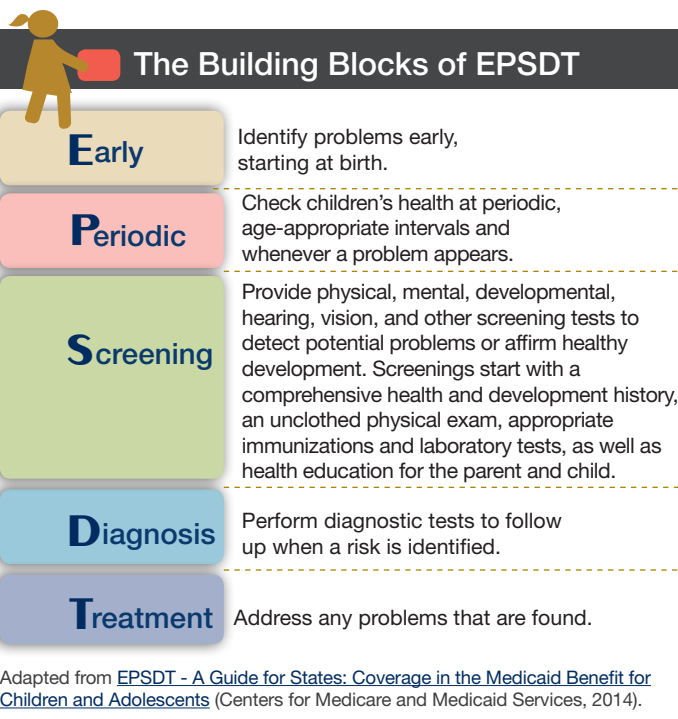 The Building Blocks of EPSDT
Early
Identify problems early,
starting at birth.
Periodic
Check children’s health at periodic,
age-appropriate intervals and
whenever a problem appears.
Screening
Provide physical, mental, developmental,
hearing, vision, and other screening tests to
detect potential problems or affirm healthy
development. Screenings start with a
comprehensive health and development history,
an unclothed physical exam, appropriate
immunizations and laboratory tests, as well as
health education for the parent and child.
Diagnosis
Perform diagnostic tests to follow
up when a risk is identified.
Treatment
Address any problems that are found.
Adapted from EPSDT - A Guide for States: Coverage in the Medicaid Benefit for
Children and Adolescents (Centers for Medicare and Medicaid Services, 2014).